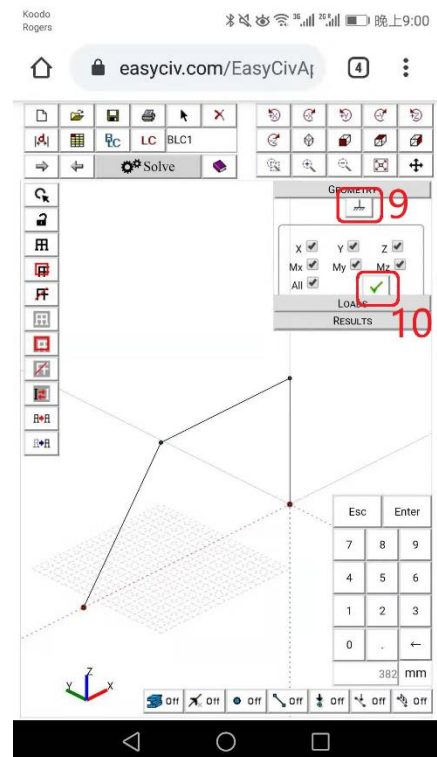 Koodo
Rogers
晚上9:00
easyciv.com/EasyCivAp
4
LC
LC
BLC1
Solve
GEOMETRY
9
X
Y
Z
Mx
My
Mz
All
10
LOADS
RESULTS
Esc
Enter
7
8
9
4
5
6
1
2
3
0
.
←
382
mm
Z
Y
X
Off
Off
Off
Off
Off
Off
Off